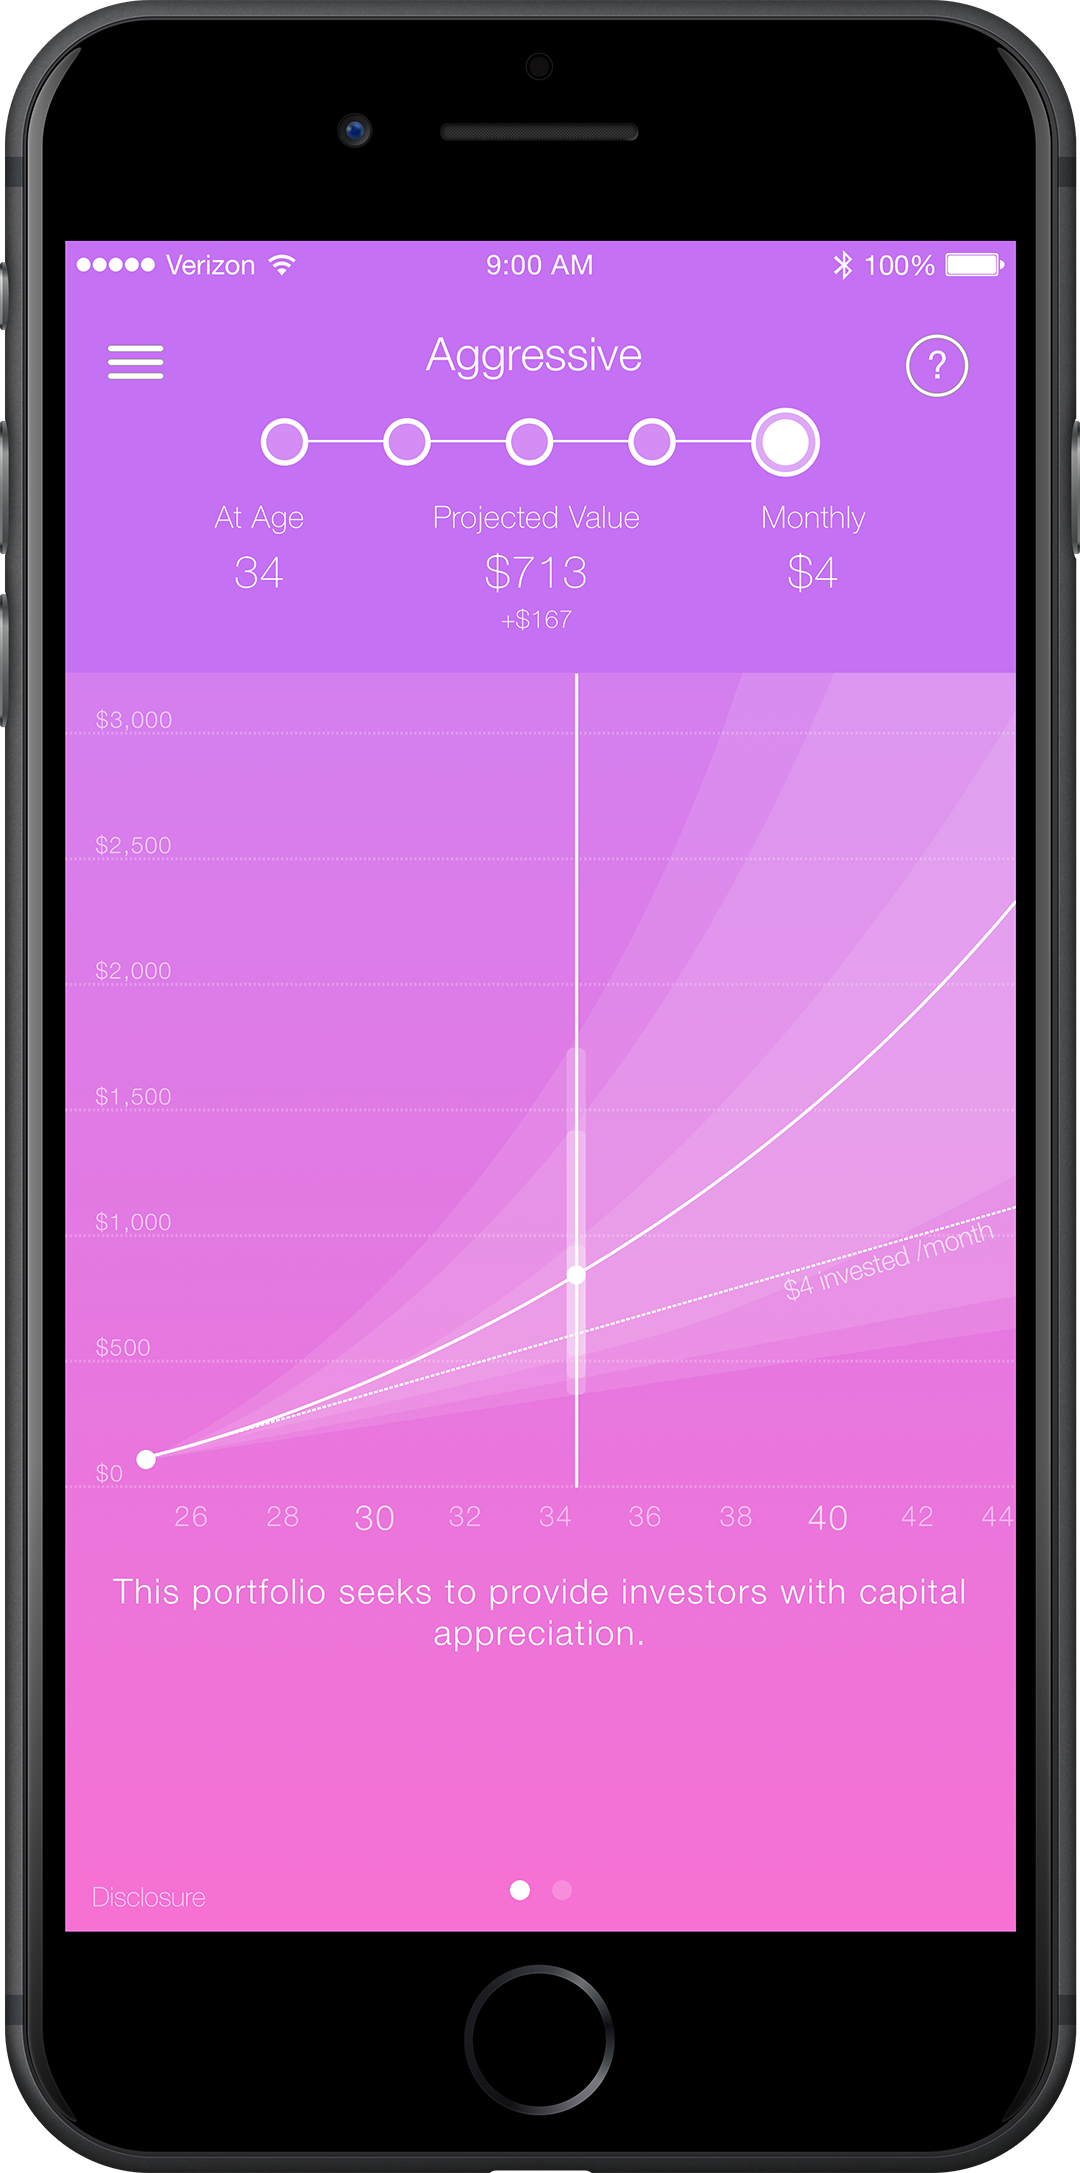 Verizon 9:00 AM 100%
Aggressive
?
At Age Projected Value Monthly
34 $713 $4
+$167
$3,000
$2,500
$2,000
$1,500
$1,000
$4 invested /month
$500
$0
26 28 30 32 34 36 38 40 42 44
This portfolio seeks to provide investors with capital
appreciation.
Disclosure